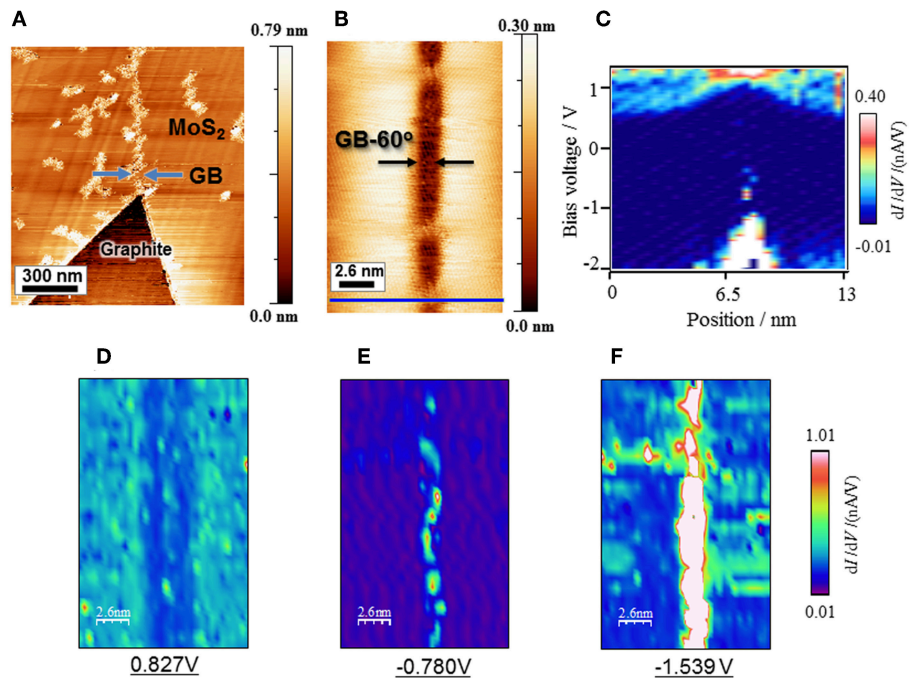 A
0.79 nm
MoS2
GB
Graphite
300 nm
0.0 nm
B
0.30 nm
GB-60°
2.6 nm
0.0 nm
C
Bias voltage / V
1
0
-1
-2
0
6.5
13
Position / nm
0.40
-0.01
dI/dV (nA/V)
D
2.6nm
0.827V
E
2.6nm
-0.780V
F
2.6nm
-1.539V
1.01
0.01
dI/dV (nA/V)